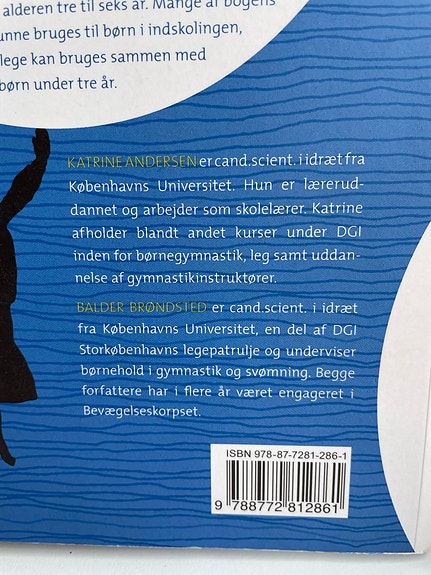 alderen tre til seks år. Mange af bogens
unne bruges til børn i indskolingen,
lege kan bruges sammen med
børn under tre år.
KATRINE ANDERSEN er cand.scient. i idræt fra
Københavns Universitet. Hun er lærerud-
dannet og arbejder som skolelærer. Katrine
afholder blandt andet kurser under DGI
inden for børnegymnastik, leg samt uddan-
nelse af gymnastikinstruktører.
BALDER BRØNDSTED er cand.scient. i idræt
fra Københavns Universitet, en del af DGI
Storkøbenhavns legepatrulje og underviser
børnehold i gymnastik og svømning. Begge
forfattere har i flere år været engageret i
Bevægelseskorpset.
ISBN 978-87-7281-286-1
9 788772 812861